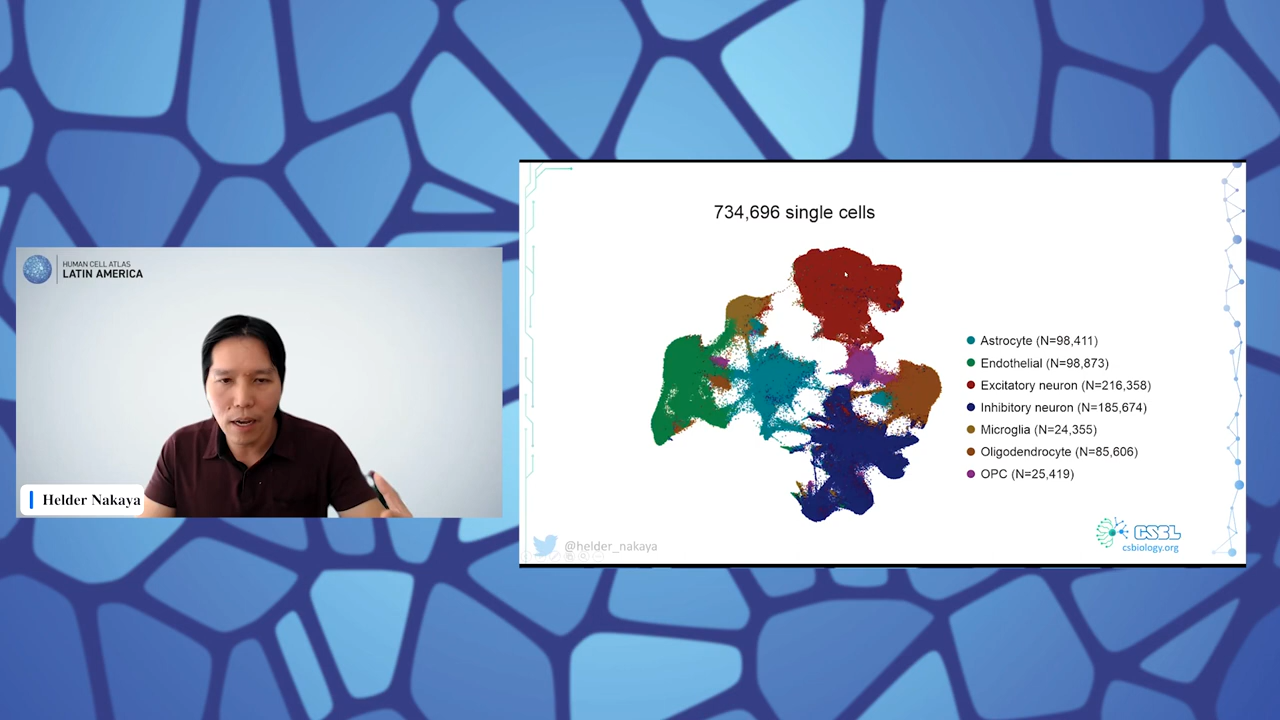 HUMAN CELL ATLAS
LATIN AMERICA
Helder Nakaya
734,696 single cells
Astrocyte (N=98,411)
Endothelial (N=98,873)
Excitatory neuron (N=216,358)
Inhibitory neuron (N=185,674)
Microglia (N=24,355)
Oligodendrocyte (N=85,606)
OPC (N=25,419)
@helder_nakaya
CSBL
csbiology.org